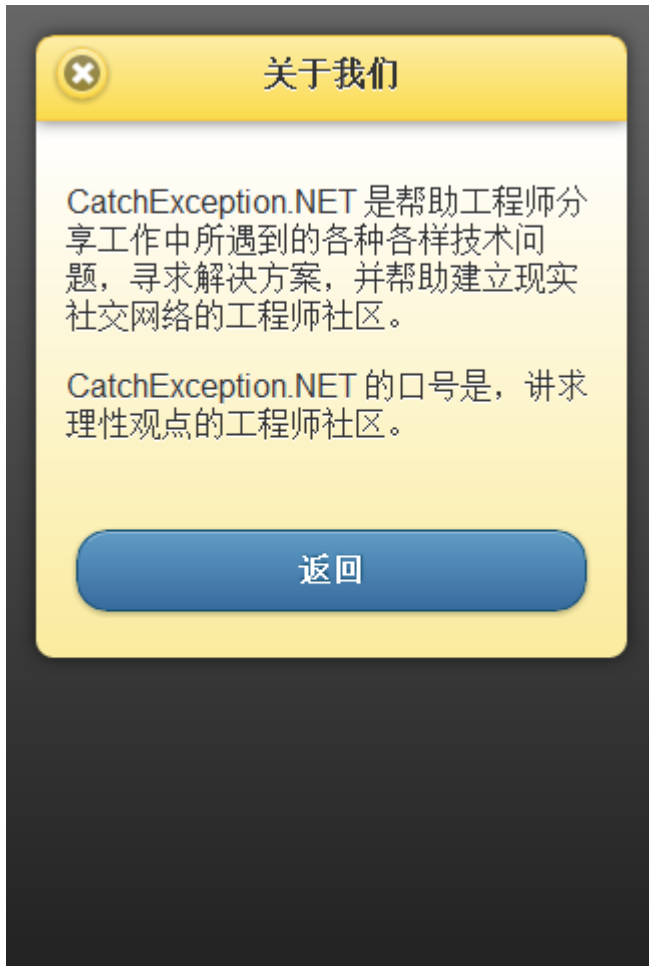 关于我们
CatchException.NET 是帮助工程师分
享工作中所遇到的各种各样技术问
题，寻求解决方案，并帮助建立现实
社交网络的工程师社区。
CatchException.NET 的口号是，讲求
理性观点的工程师社区。
返回